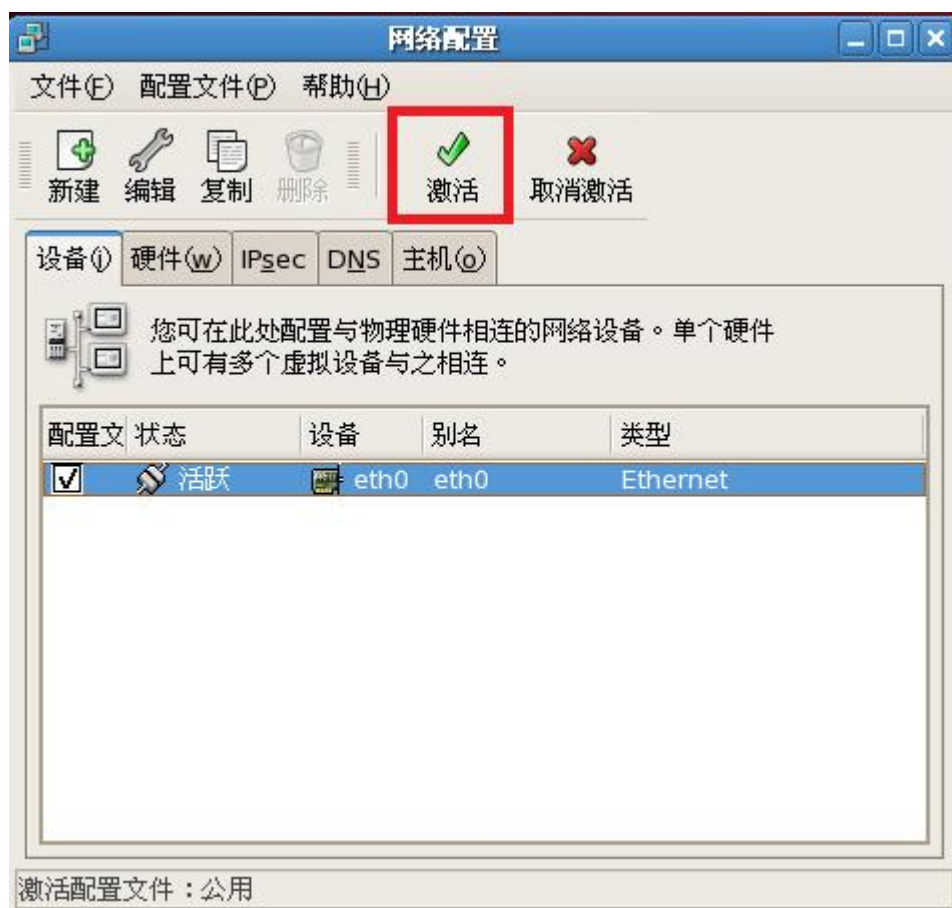 网络配置
文件(F) 配置文件(P) 帮助(H)
新建 编辑 复制 删除 激活 取消激活
设备(i) 硬件(w) IPsec DNS 主机(o)
您可在此处配置与物理硬件相连的网络设备。单个硬件
上可有多个虚拟设备与之相连。
配置文 状态 设备 别名 类型
活跃 eth0 eth0 Ethernet
激活配置文件：公用